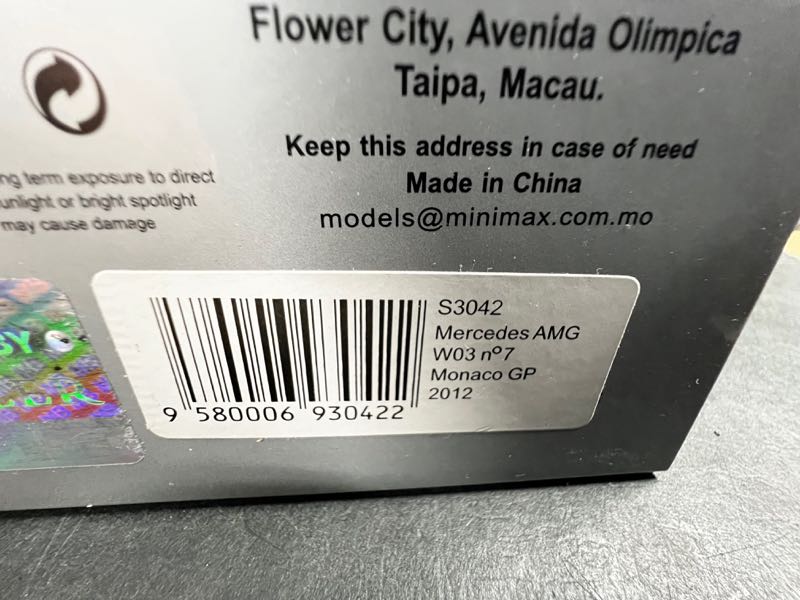 Flower City, Avenida Olimpica
Taipa, Macau.
Keep this address in case of need
Made in China
models@minimax.com.mo
ng term exposure to direct
unlight or bright spotlight
may cause damage
S3042
Mercedes AMG
W03 nº7
Monaco GP
2012
9 580006 930422